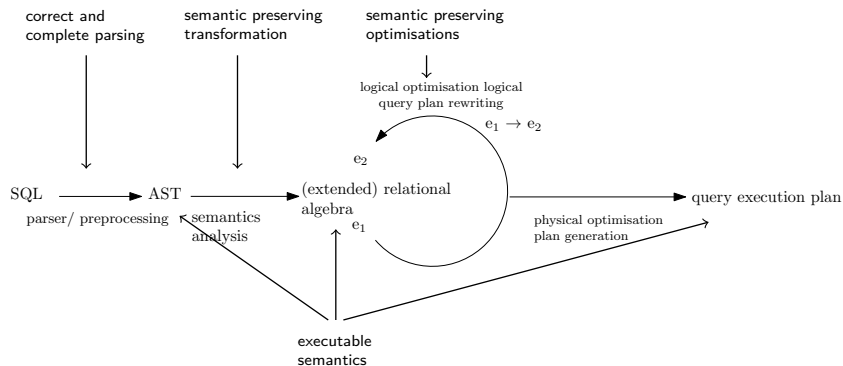 correct and
complete parsing
semantic preserving
transformation
semantic preserving
optimisations
logical optimisation logical
query plan rewriting
e₁ → e₂
e₂
SQL
AST
(extended) relational
algebra
query execution plan
parser/ preprocessing
semantics
analysis
e₁
physical optimisation
plan generation
executable
semantics